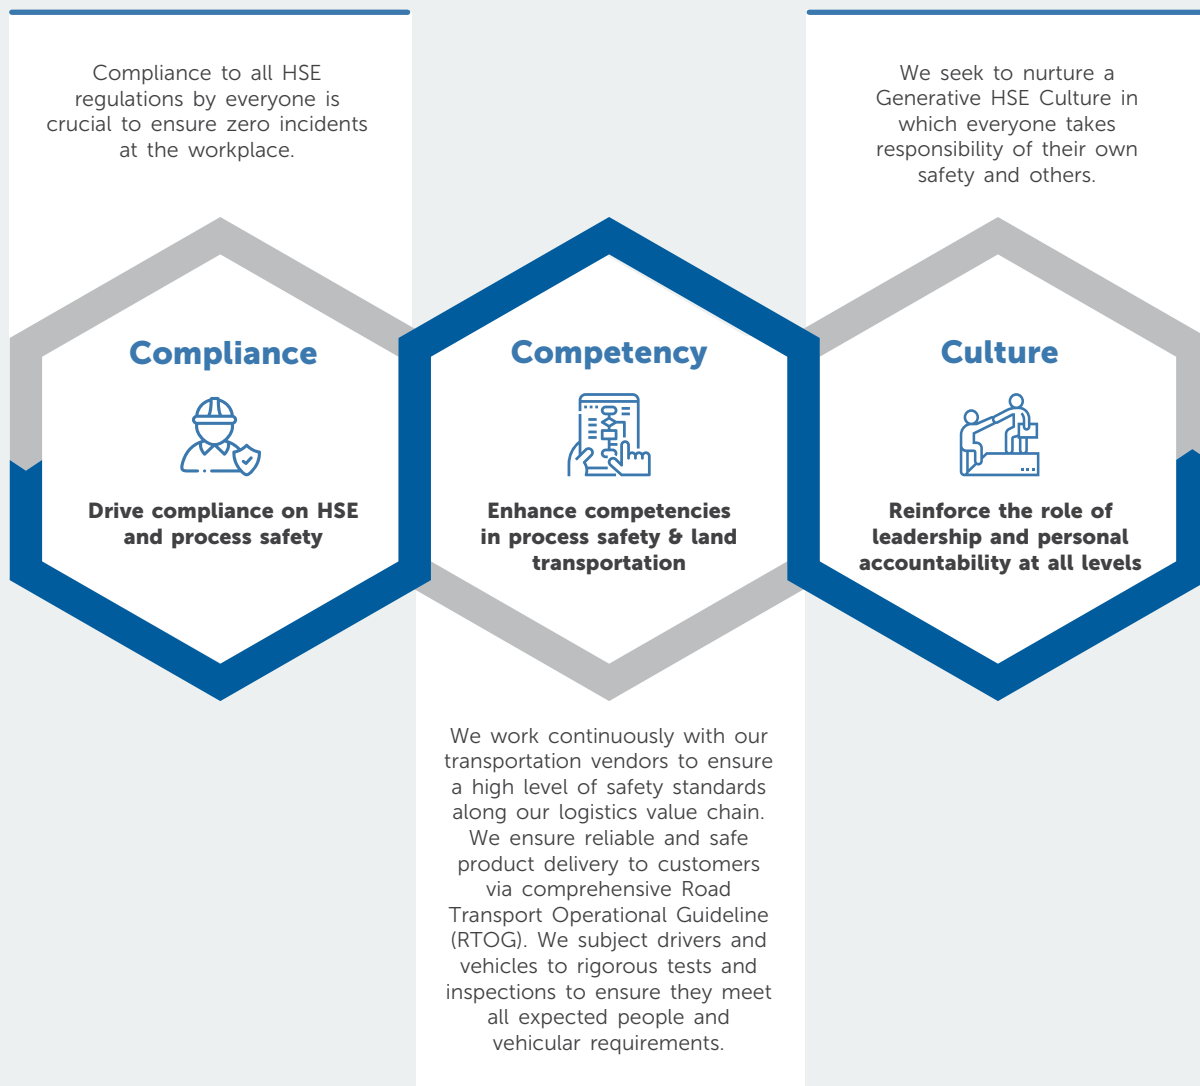 Compliance to all HSE
regulations by everyone is
crucial to ensure zero incidents
at the workplace.
Compliance
Drive compliance on HSE
and process safety
Competency
Enhance competencies
in process safety & land
transportation
We work continuously with our
transportation vendors to ensure
a high level of safety standards
along our logistics value chain.
We ensure reliable and safe
product delivery to customers
via comprehensive Road
Transport Operational Guideline
(RTOG). We subject drivers and
vehicles to rigorous tests and
inspections to ensure they meet
all expected people and
vehicular requirements.
We seek to nurture a
Generative HSE Culture in
which everyone takes
responsibility of their own
safety and others.
Culture
Reinforce the role of
leadership and personal
accountability at all levels